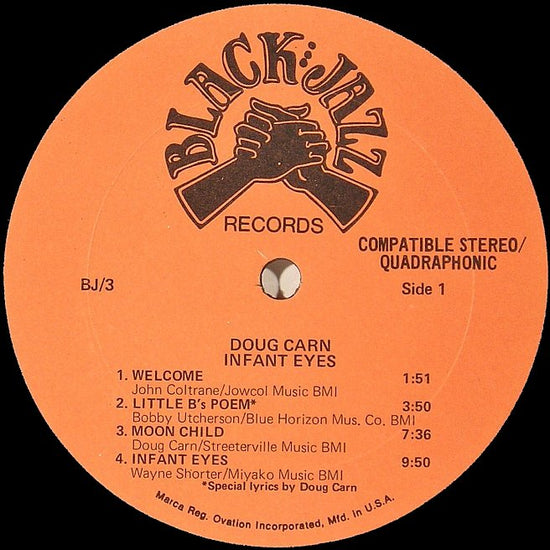 BLACK JAZZ
RECORDS
COMPATIBLE STEREO/
QUADRAPHONIC
BJ/3
Side 1
DOUG CARN
INFANT EYES
1. WELCOME 1:51
John Coltrane/Jowcol Music BMI
2. LITTLE B's POEM* 3:50
Bobby Utcherson/Blue Horizon Mus. Co. BMI
3. MOON CHILD 7:36
Doug Carn/Streeterville Music BMI
4. INFANT EYES 9:50
Wayne Shorter/Miyako Music BMI
*Special lyrics by Doug Carn
Marca Reg. Ovation Incorporated, Mfd. in U.S.A.